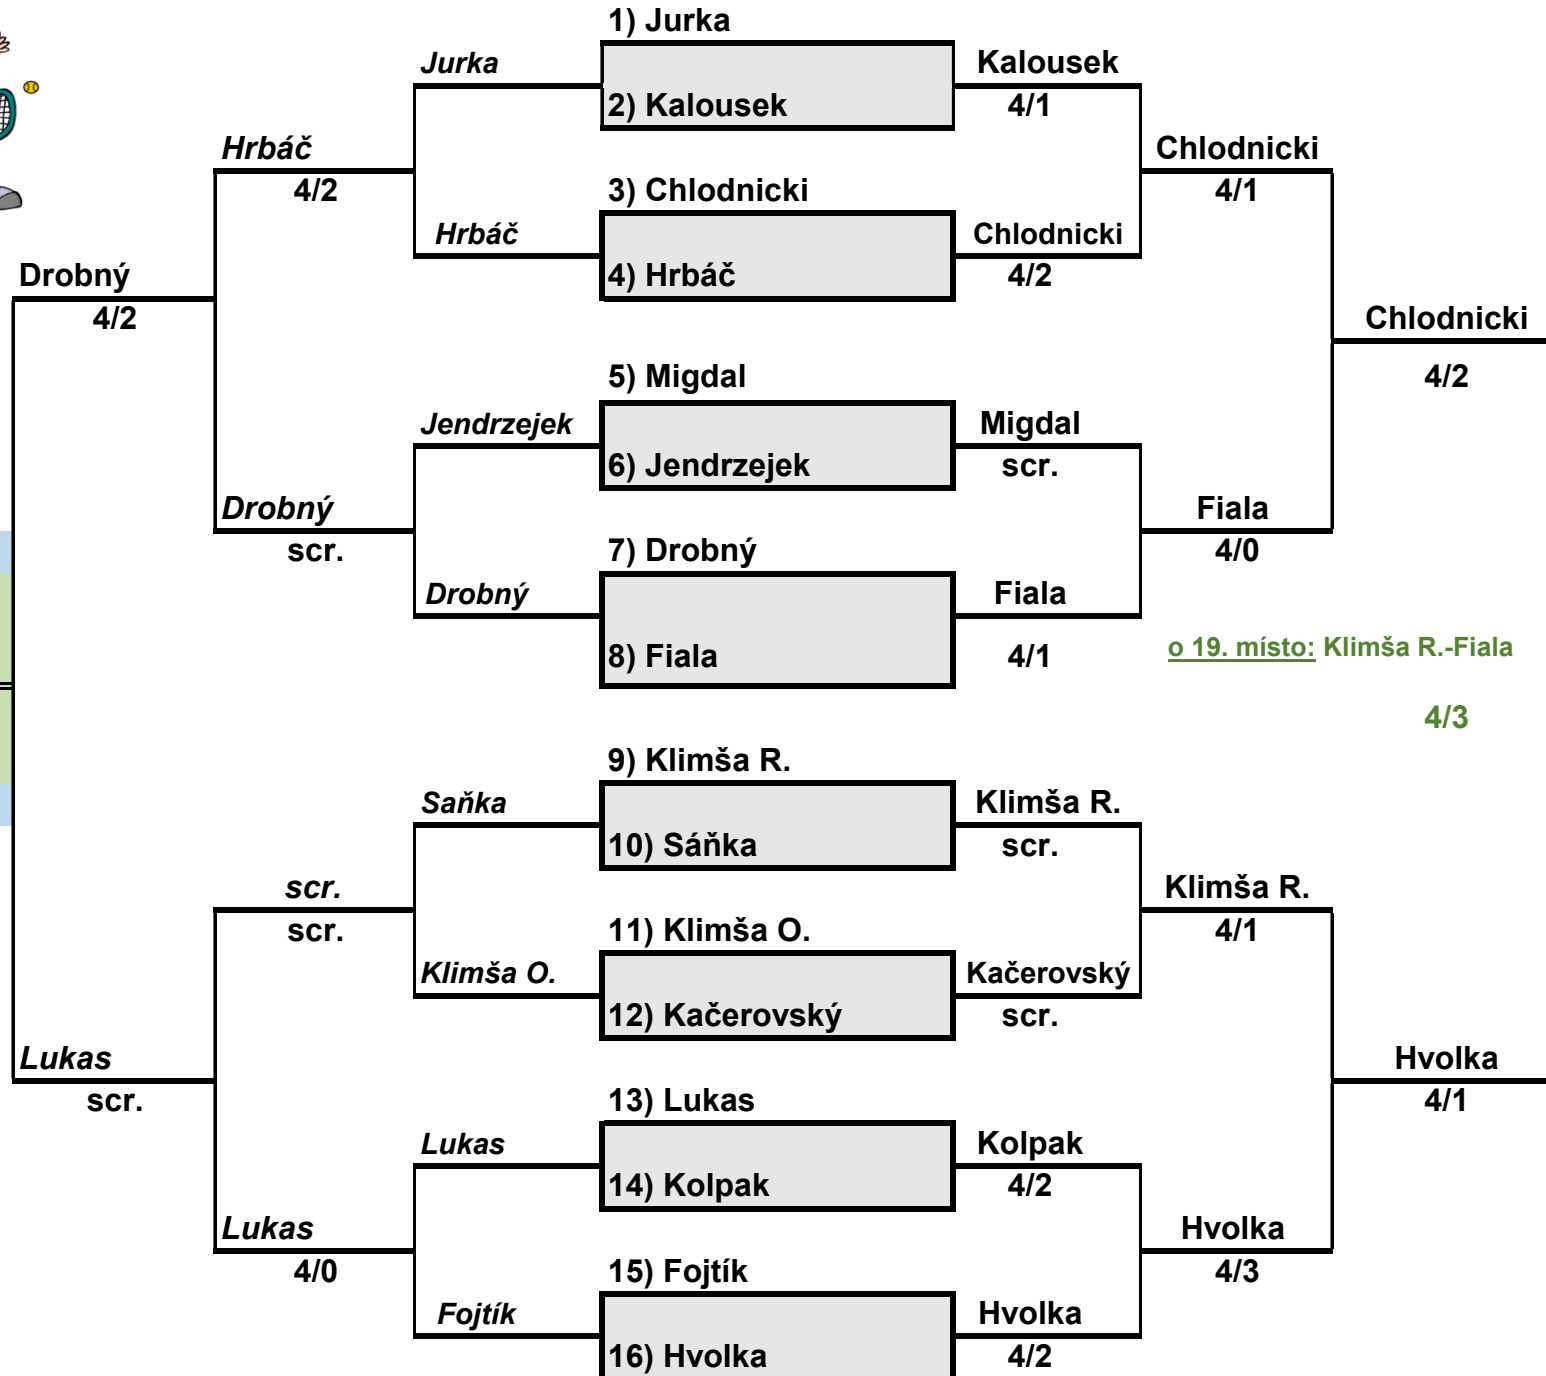 1) Jurka
Jurka
Kalousek
2) Kalousek
4/1
Hrbáč
Chlodnicki
4/2
3) Chlodnicki
4/1
Hrbáč
Chlodnicki
Drobný
4) Hrbáč
4/2
4/2
Chlodnicki
5) Migdal
4/2
Jendrzejek
Migdal
6) Jendrzejek
scr.
Drobný
Fiala
scr.
7) Drobný
4/0
Drobný
Fiala
8) Fiala
4/1
o 19. místo: Klimša R.-Fiala
4/3
9) Klimša R.
Saňka
Klimša R.
10) Sáňka
scr.
scr.
Klimša R.
scr.
11) Klimša O.
4/1
Klimša O.
Kačerovský
12) Kačerovský
scr.
Lukas
Hvolka
scr.
13) Lukas
4/1
Lukas
Kolpak
14) Kolpak
4/2
Lukas
Hvolka
4/0
15) Fojtík
4/3
Fojtík
Hvolka
16) Hvolka
4/2